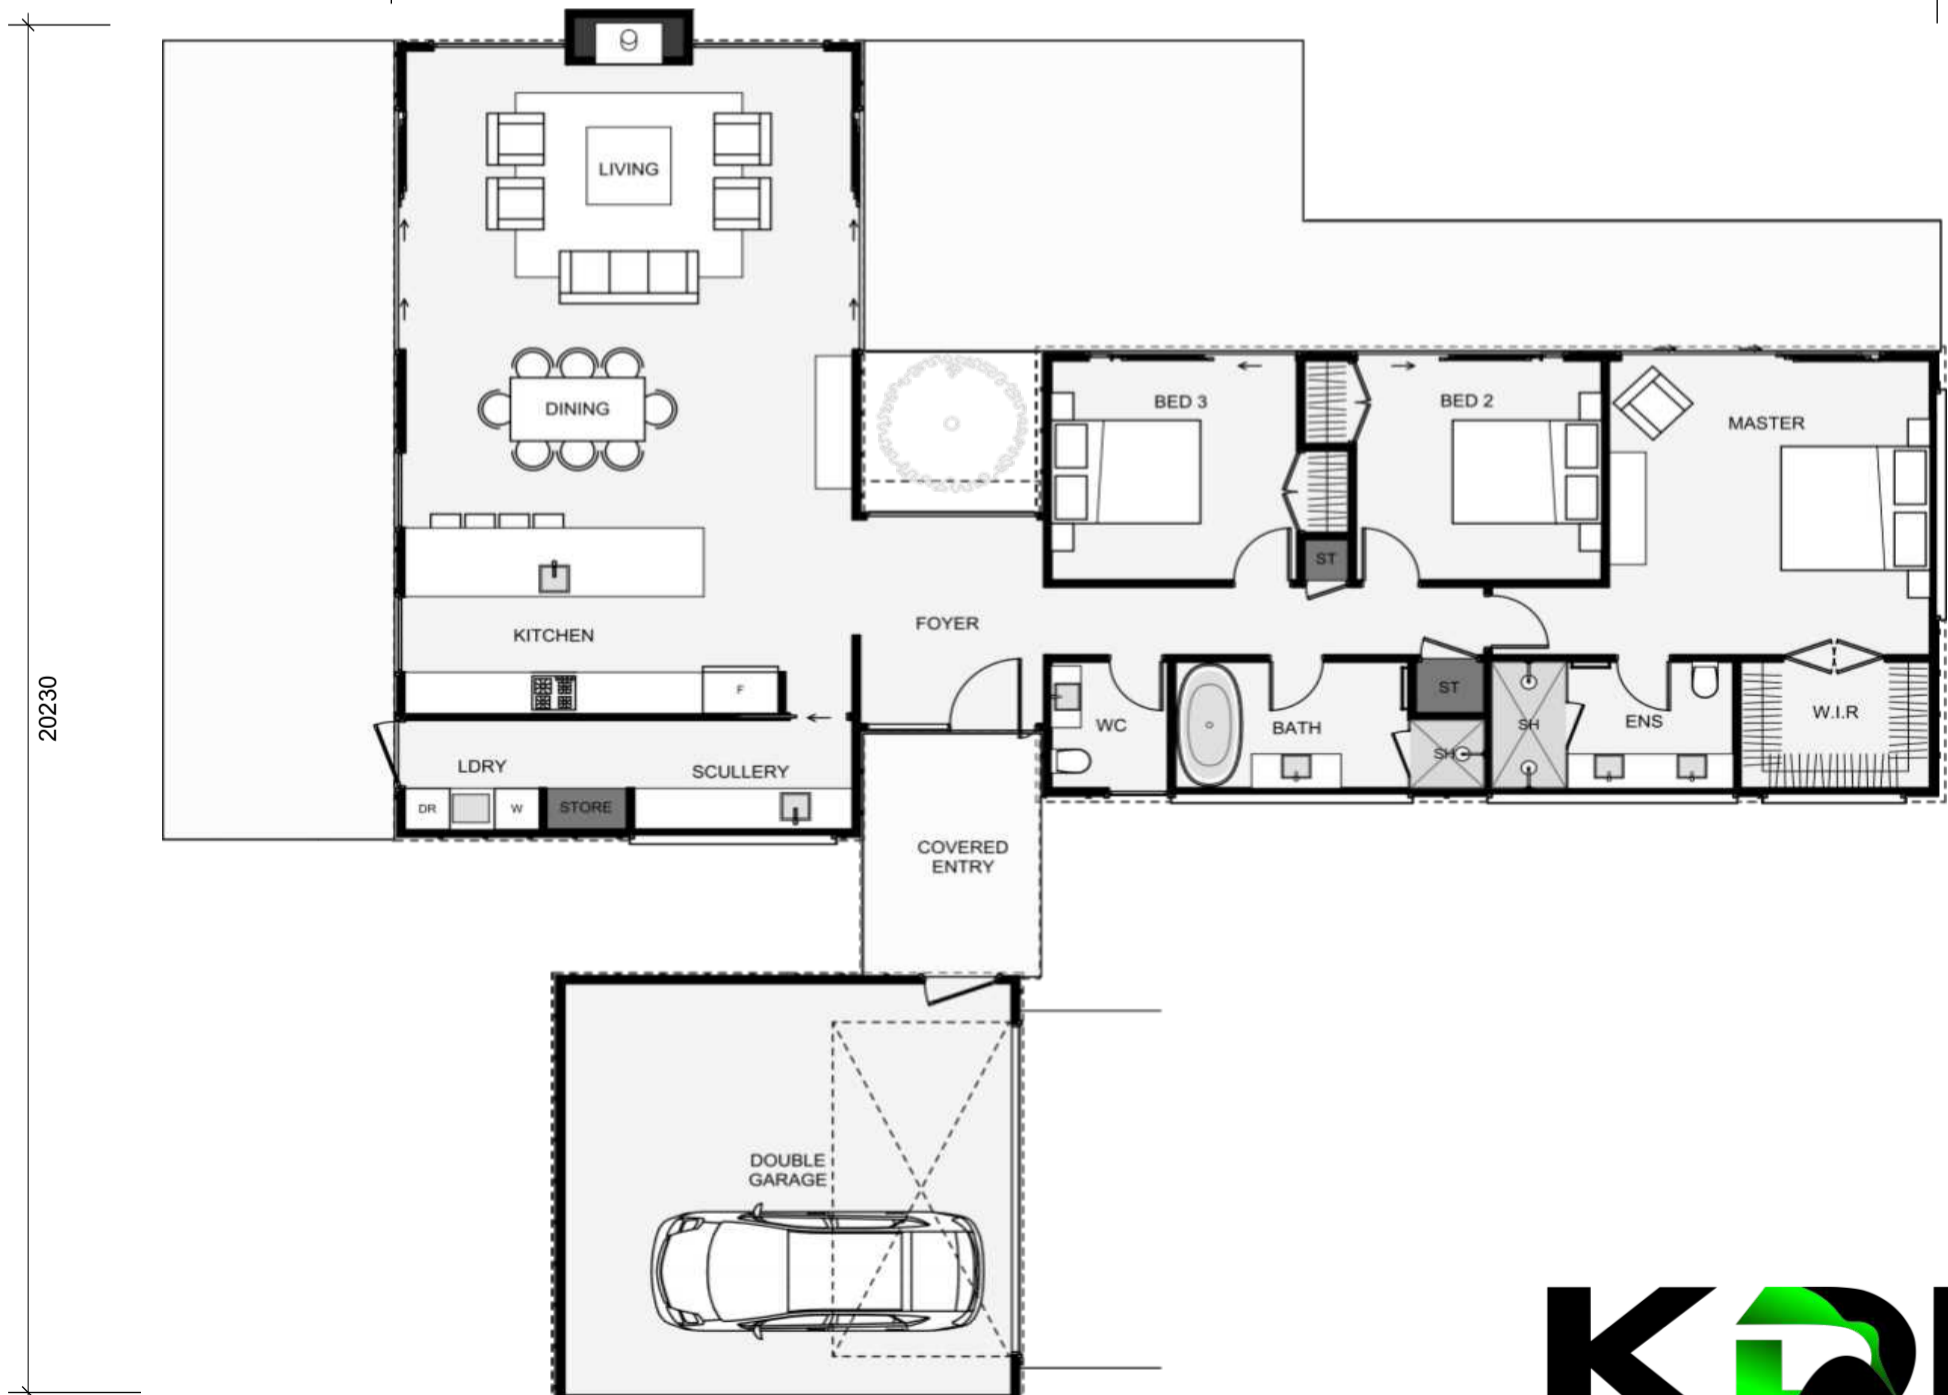 LIVING
DINING
BED 3
BED 2
MASTER
ST
FOYER
KITCHEN
F
ST
WC
BATH
SH
SH
ENS
W.I.R
LDRY
SCULLERY
DR
W
STORE
COVERED
ENTRY
20230
DOUBLE
GARAGE
KD